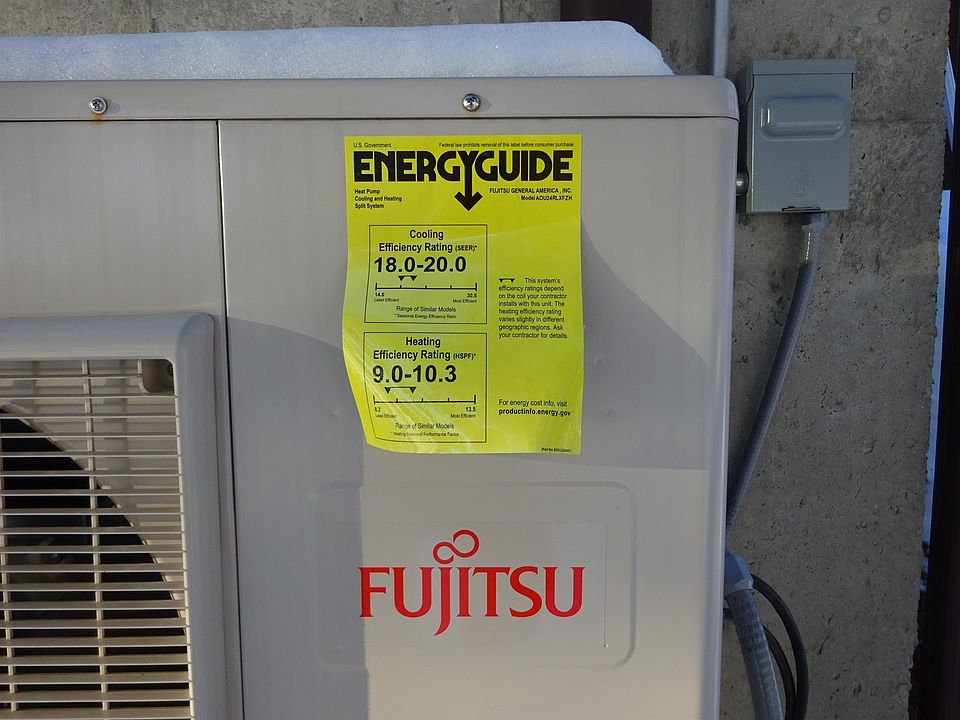 U.S. Government Federal law prohibits removal of this label before consumer purchase
ENERGYGUIDE
Heat Pump
Cooling and Heating
Split System
FUJITSU GENERAL AMERICA, INC.
Model AOU24RLXFZH
Cooling
Efficiency Rating (SEER)*
18.0-20.0
14.0 30.5
Least Efficient Most Efficient
Range of Similar Models
* Seasonal Energy Efficiency Ratio
This system's
efficiency ratings depend
on the coil your contractor
installs with this unit. The
heating efficiency rating
varies slightly in different
geographic regions. Ask
your contractor for details.
Heating
Efficiency Rating (HSPF)*
9.0-10.3
8.2 13.5
Least Efficient Most Efficient
Range of Similar Models
* Heating Seasonal Performance Factor
For energy cost info, visit
productinfo.energy.gov
FUJITSU